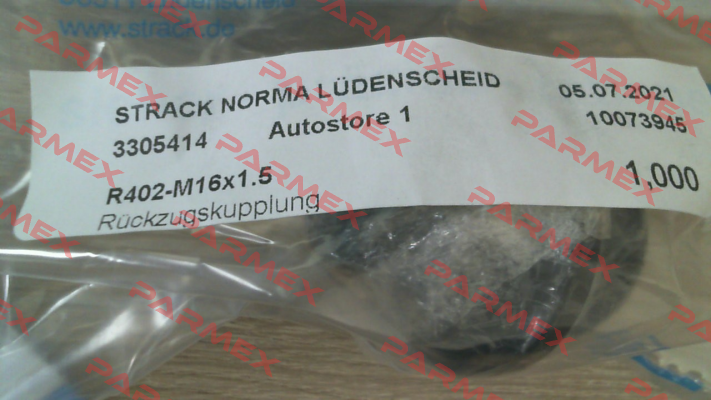 www.strack.de
STRACK NORMA LÜDENSCHEID 05.07.2021
3305414 Autostore 1 10073945
R402-M16x1.5 1,000
Rückzugskupplung
PARMEX